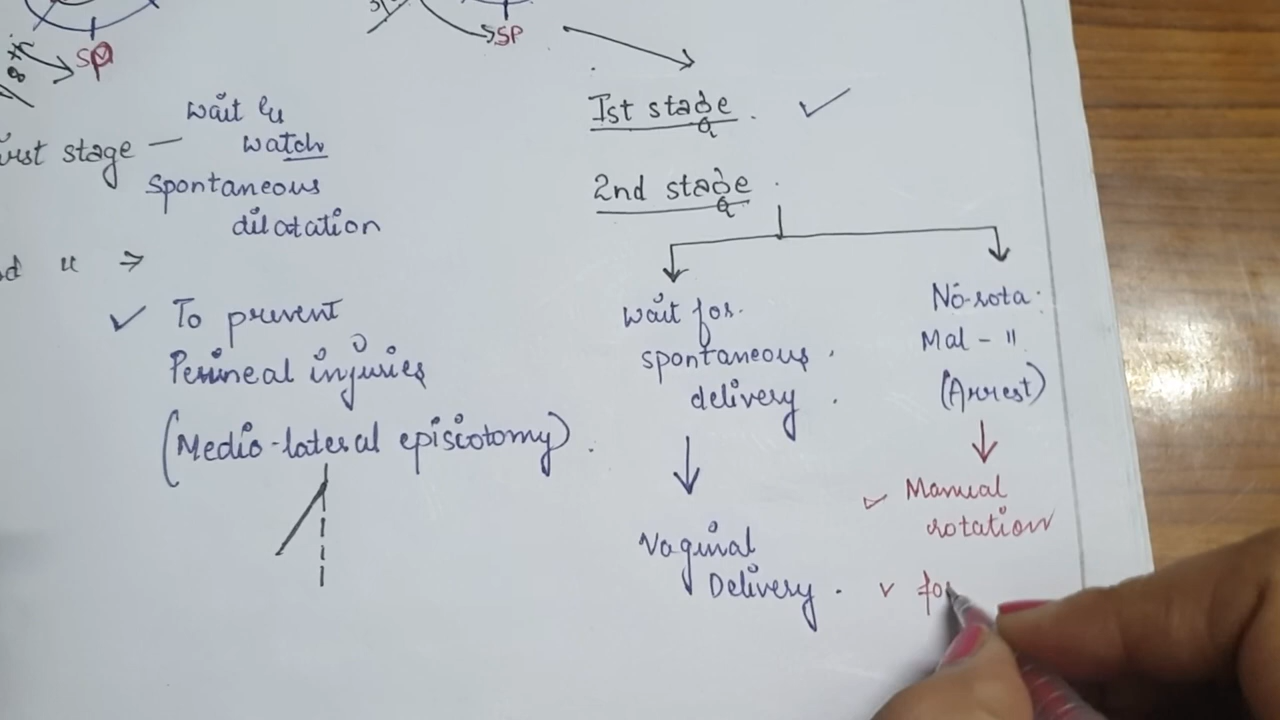 SP
SP
wait &
first stage — watch
spontaneous
dilatation
" ⇒
✓ To prevent
Perineal injuries
(Medio-lateral episiotomy).
Ist stage. ✓
2nd stage.
wait for
spontaneous
delivery.
Vaginal
Delivery.
No-rota.
Mal - "
(Arrest)
✓ Manual
rotation
✓ fo